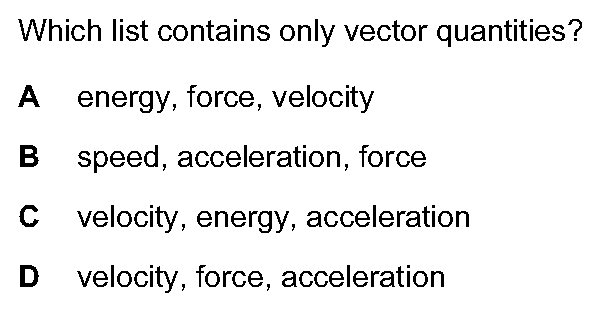 Which list contains only vector quantities?
A energy, force, velocity
B speed, acceleration, force
C velocity, energy, acceleration
D velocity, force, acceleration